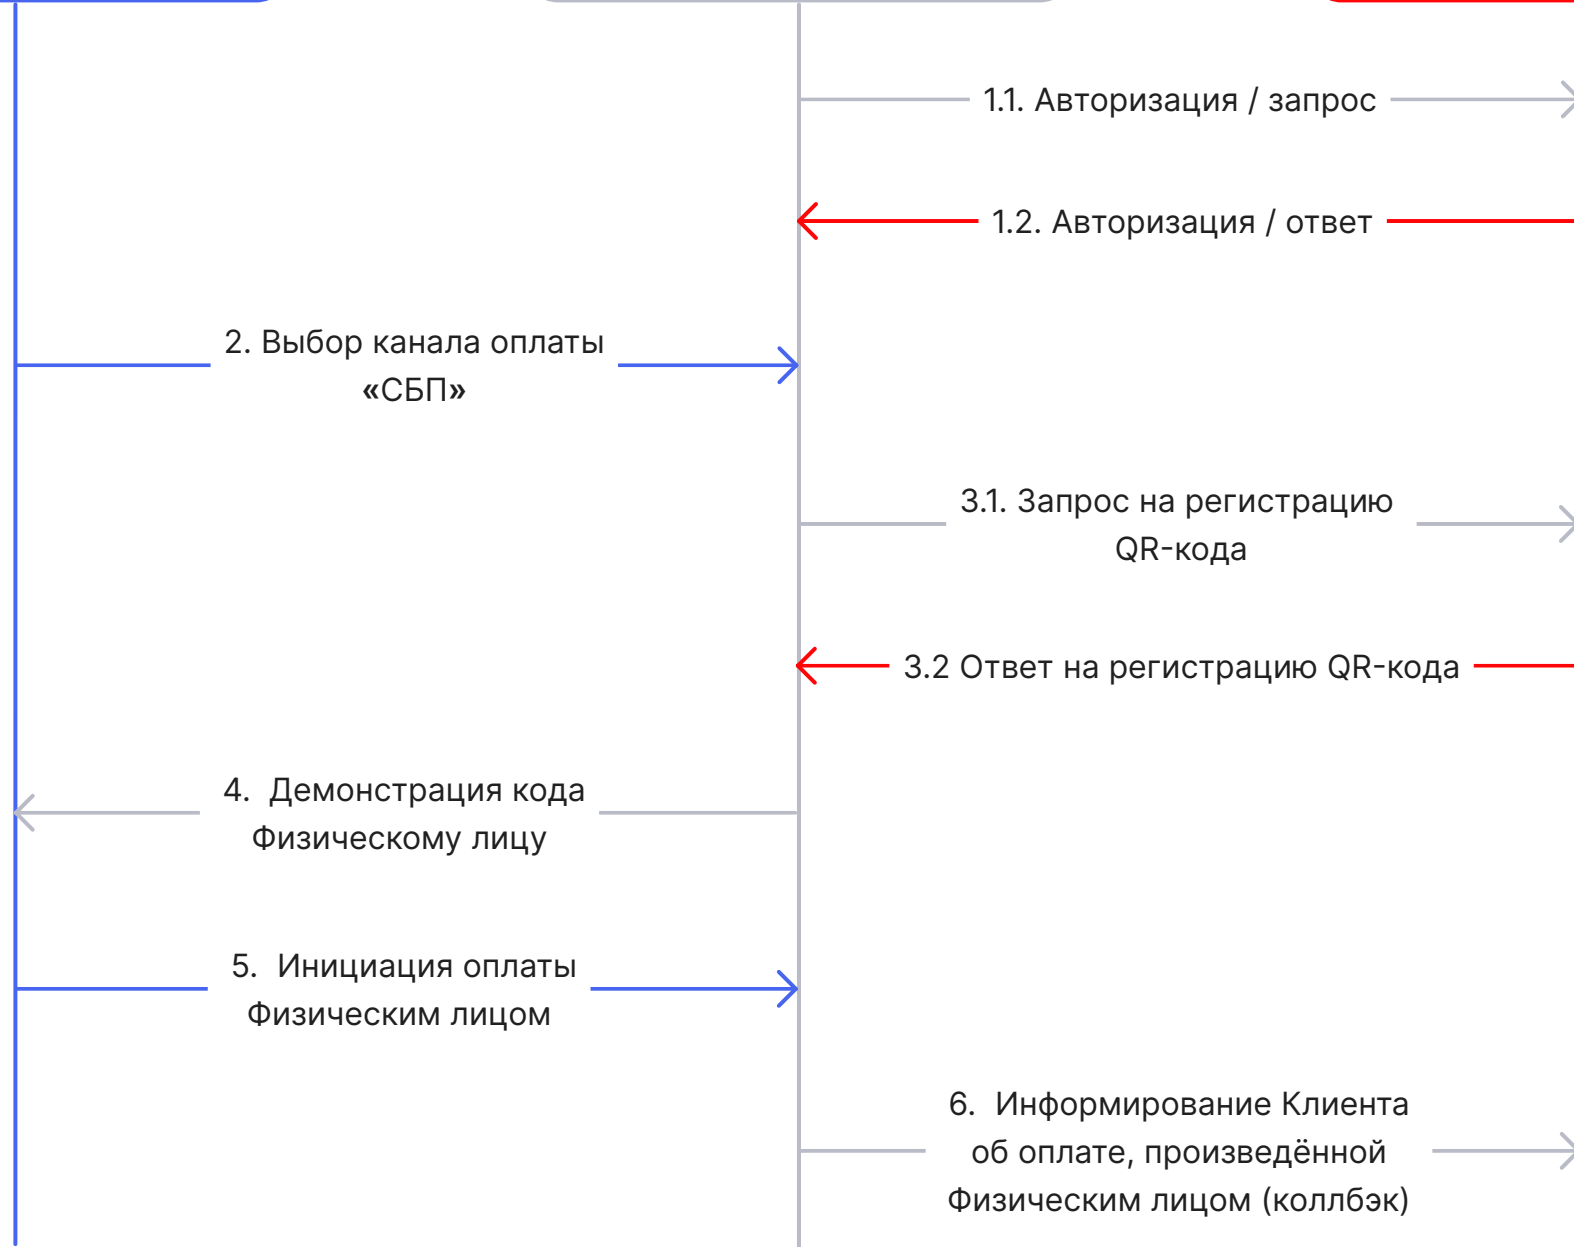 1.1. Авторизация / запрос
1.2. Авторизация / ответ
2. Выбор канала оплаты
«СБП»
3.1. Запрос на регистрацию
QR-кода
3.2 Ответ на регистрацию QR-кода
4. Демонстрация кода
Физическому лицу
5. Инициация оплаты
Физическим лицом
6. Информирование Клиента
об оплате, произведённой
Физическим лицом (коллбэк)